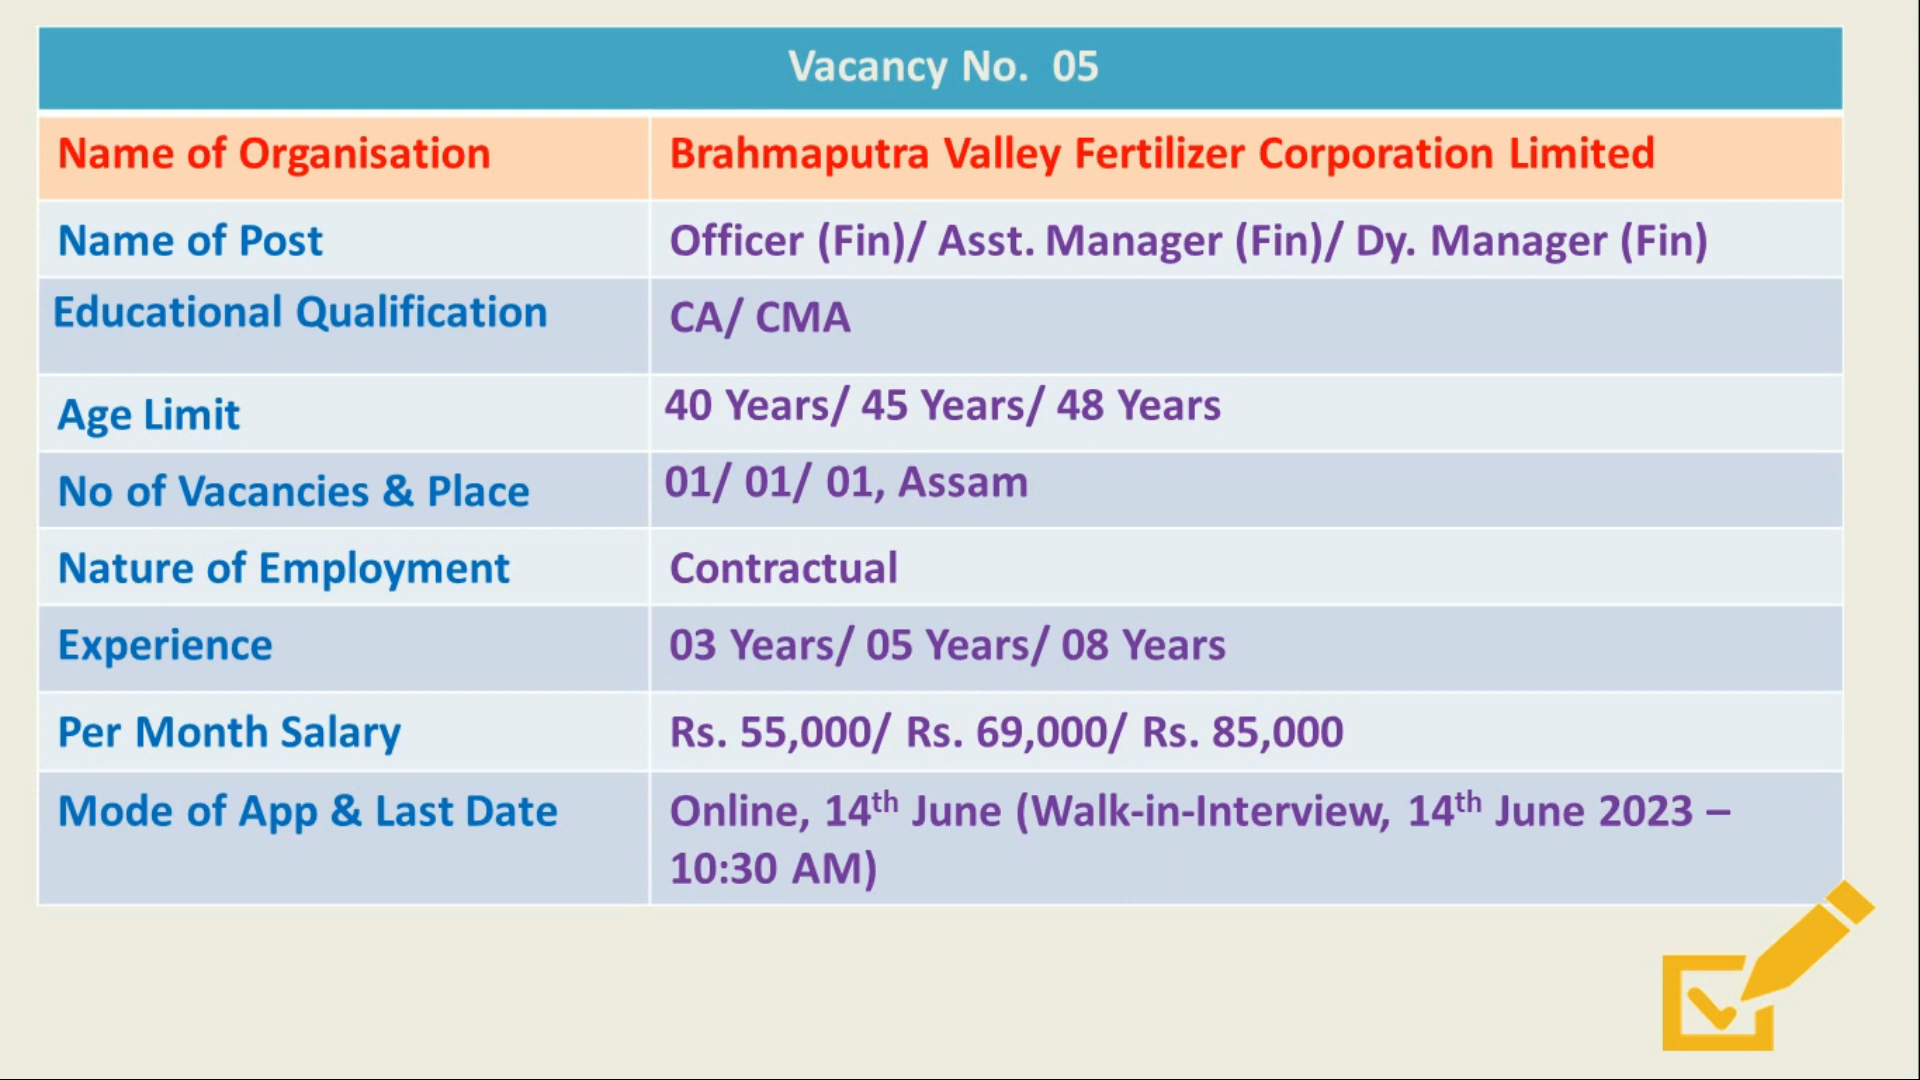 Vacancy No. 05
Name of Organisation
Brahmaputra Valley Fertilizer Corporation Limited
Name of Post
Officer (Fin)/ Asst. Manager (Fin)/ Dy. Manager (Fin)
Educational Qualification
CA/ CMA
Age Limit
40 Years/ 45 Years/ 48 Years
No of Vacancies & Place
01/ 01/ 01, Assam
Nature of Employment
Contractual
Experience
03 Years/ 05 Years/ 08 Years
Per Month Salary
Rs. 55,000/ Rs. 69,000/ Rs. 85,000
Mode of App & Last Date
Online, 14th June (Walk-in-Interview, 14th June 2023 –
10:30 AM)